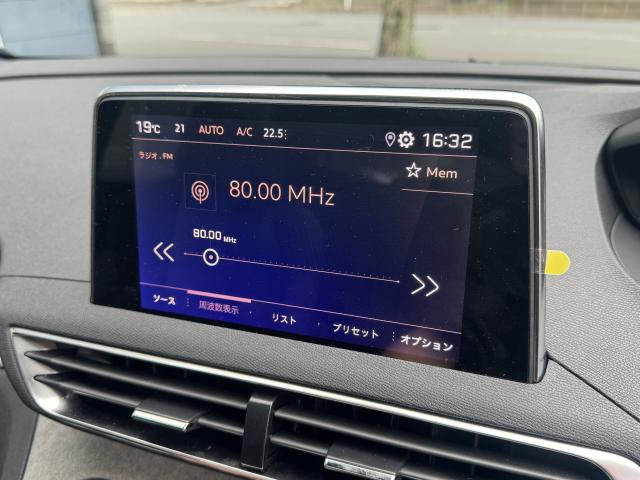 19°C 21 AUTO A/C 22.5 16:32
ラジオ.FM
Mem
80.00 MHz
80.00 MHz
ソース 周波数表示 リスト プリセット オプション